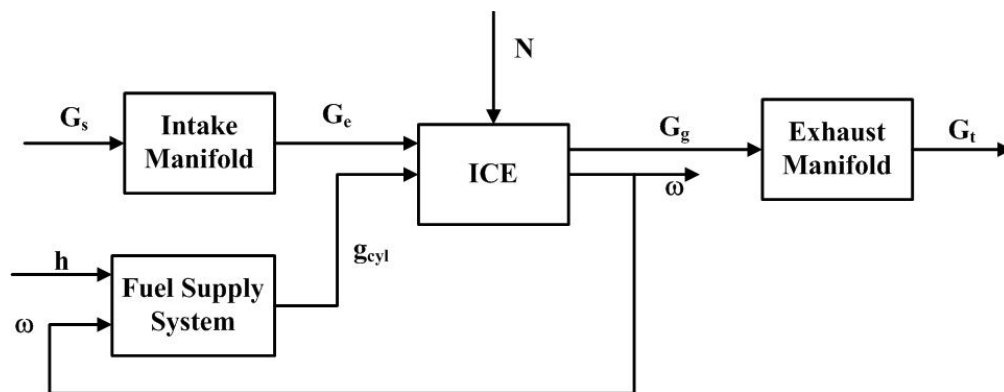 N
Gs
Intake
Manifold
Ge
ICE
Gg
Exhaust
Manifold
Gt
ω
gcyl
h
Fuel Supply
System
ω